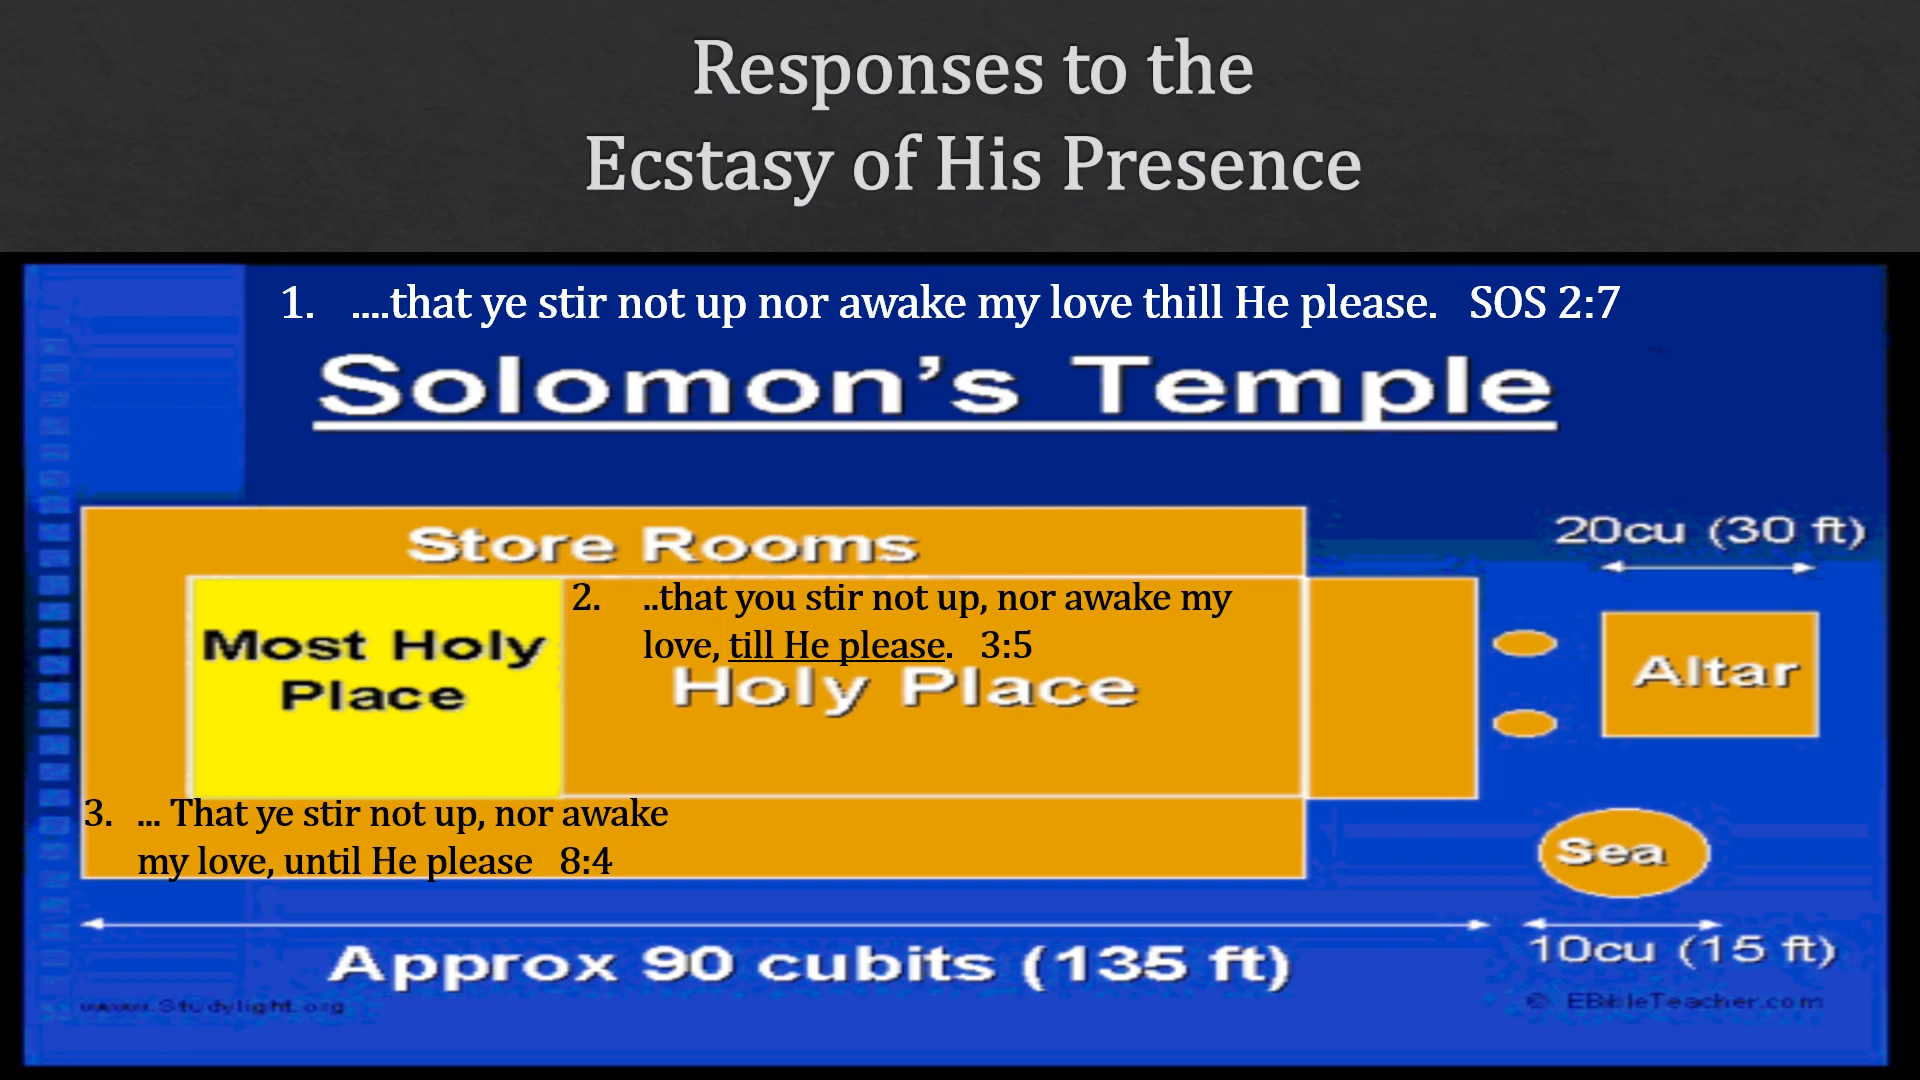 Responses to the
Ecstasy of His Presence
1. ....that ye stir not up nor awake my love thill He please. SOS 2:7
Solomon's Temple
Store Rooms
20cu (30 ft)
2. ..that you stir not up, nor awake my
love, till He please. 3:5
Most Holy
Place
Holy Place
Altar
3. ... That ye stir not up, nor awake
my love, until He please 8:4
Sea
Approx 90 cubits (135 ft)
10cu (15 ft)
www.Studylight.org
© EBibleTeacher.com